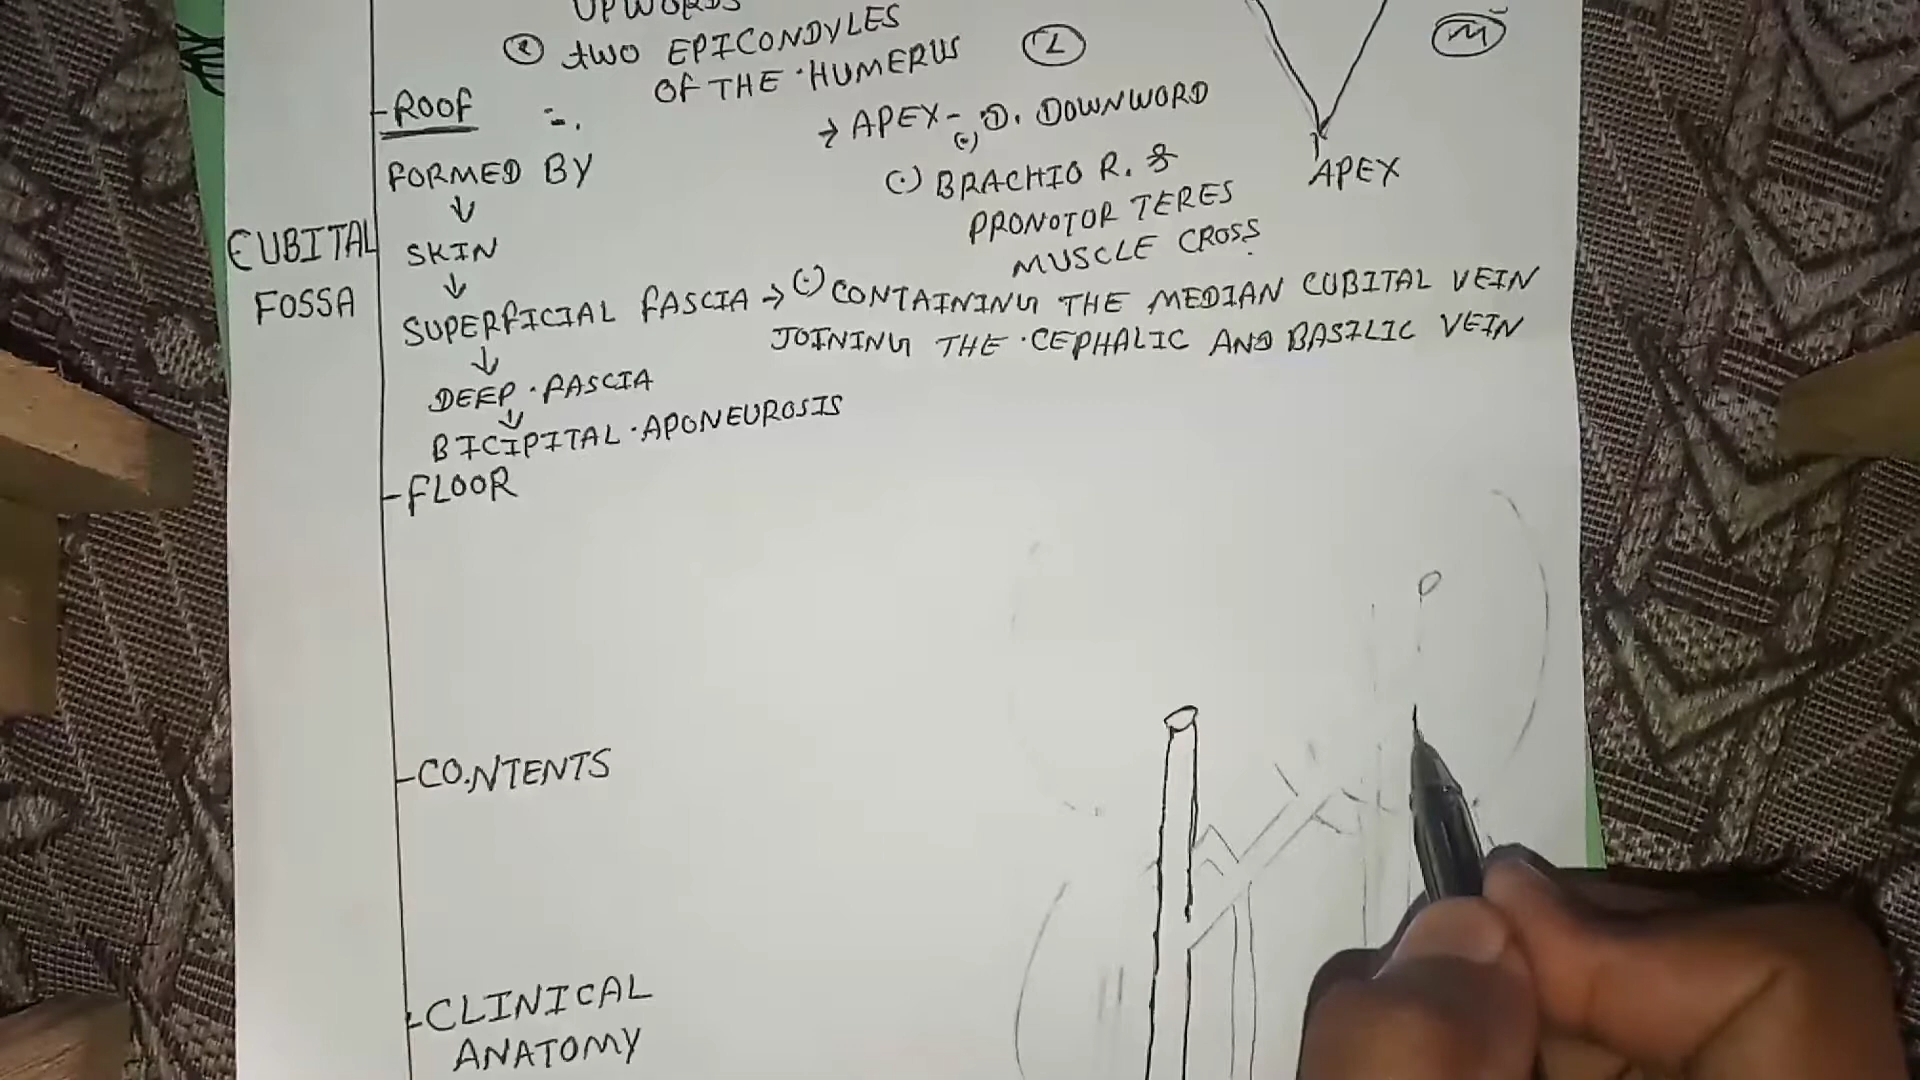 UPWORDS
② two EPICONDYLES
OF THE HUMERUS
L
M
ROOF
FORMED BY
↓
SKIN
↓
SUPERFICIAL FASCIA → (·) CONTAINING THE MEDIAN CUBITAL VEIN
JOINING THE CEPHALIC AND BASILIC VEIN
↓
DEEP FASCIA
↓
BICIPITAL APONEUROSIS
→ APEX - (·) D. DOWNWORD
(·) BRACHIO R. &
PRONOTOR TERES
MUSCLE CROSS
APEX
CUBITAL
FOSSA
FLOOR
CONTENTS
CLINICAL
ANATOMY